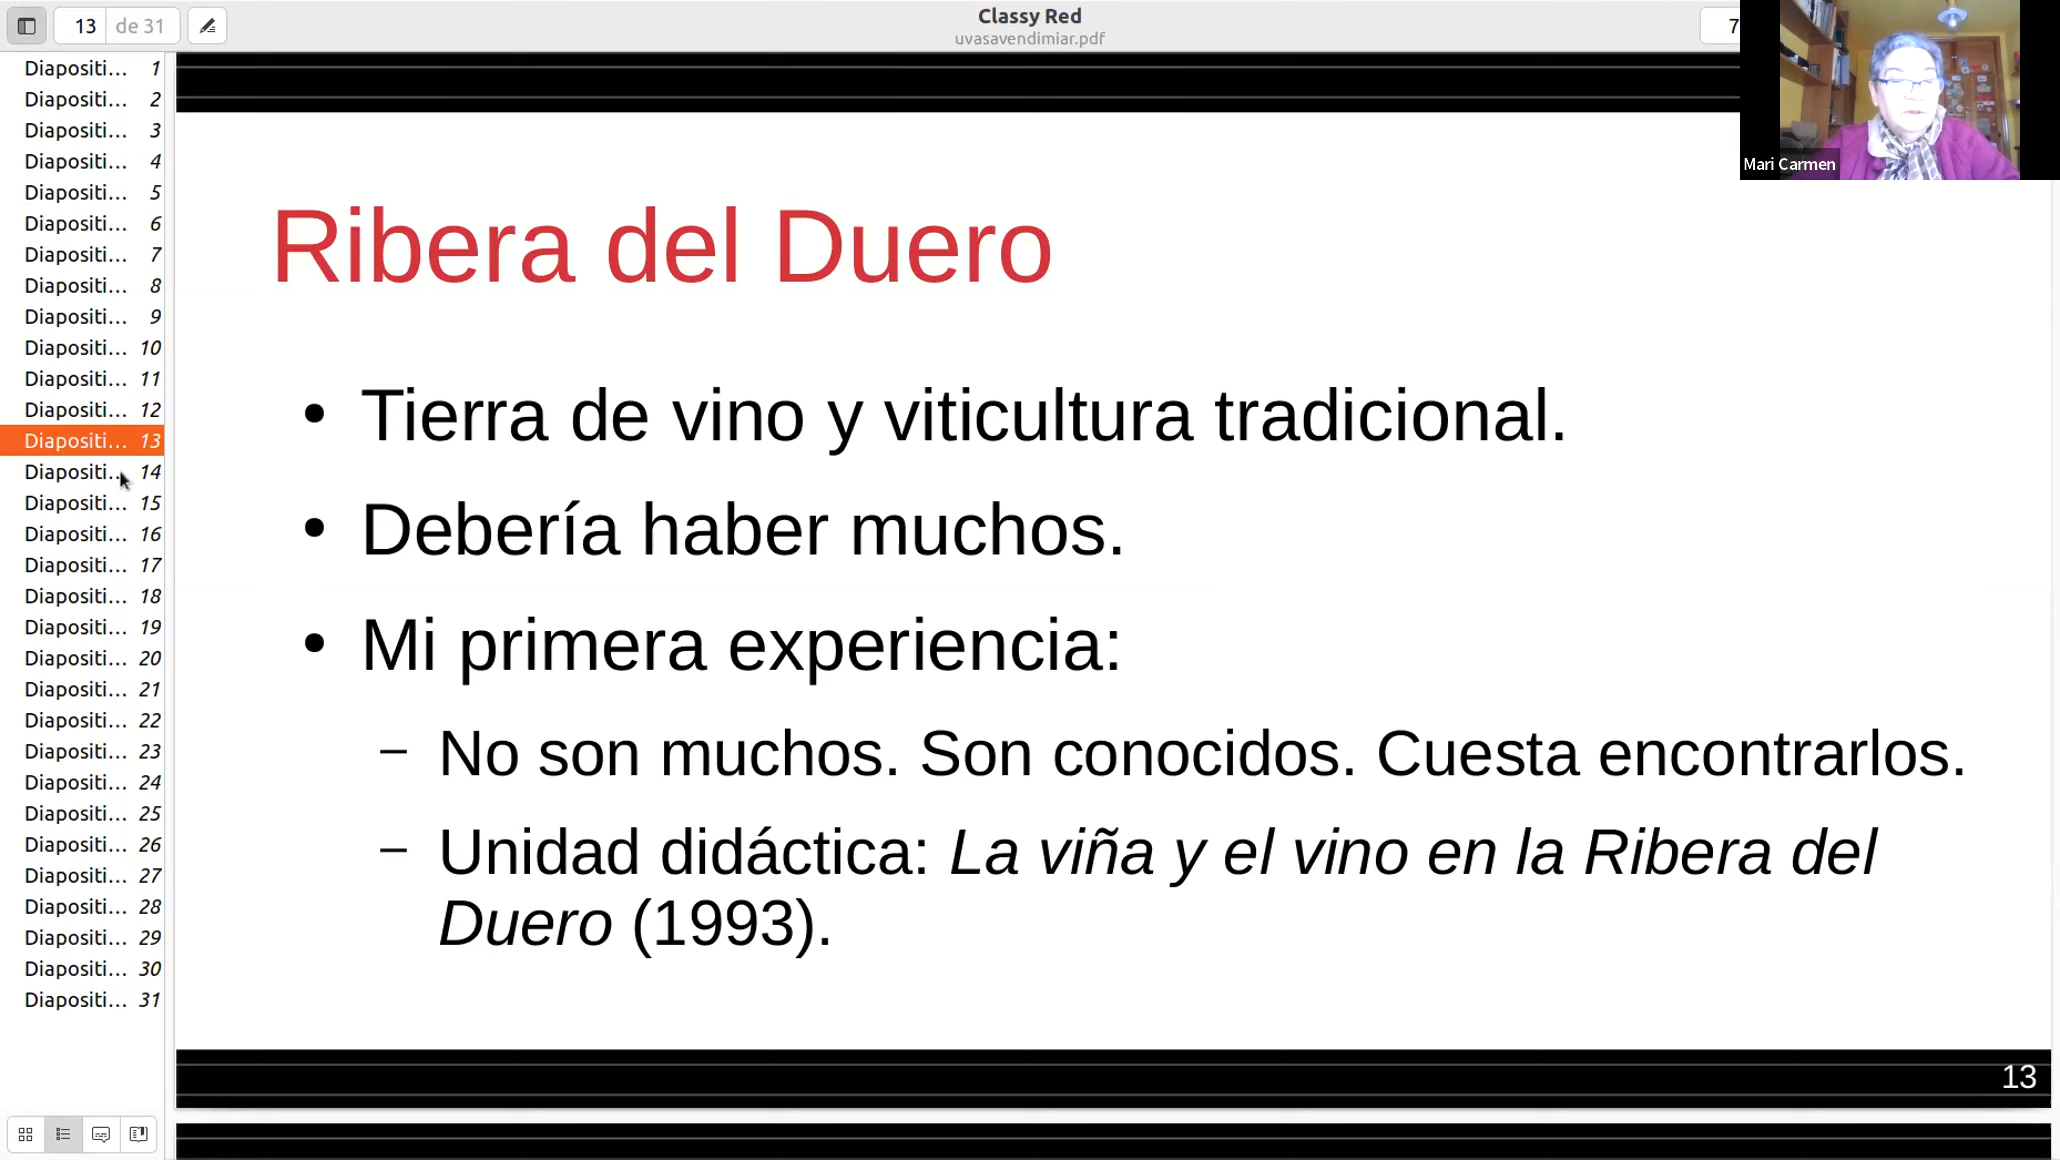 13 de 31
Classy Red
uvasavendimiar.pdf
7
Mari Carmen
Diapositi... 1
Diapositi... 2
Diapositi... 3
Diapositi... 4
Diapositi... 5
Diapositi... 6
Diapositi... 7
Diapositi... 8
Diapositi... 9
Diapositi... 10
Diapositi... 11
Diapositi... 12
Diapositi... 13
Diapositi... 14
Diapositi... 15
Diapositi... 16
Diapositi... 17
Diapositi... 18
Diapositi... 19
Diapositi... 20
Diapositi... 21
Diapositi... 22
Diapositi... 23
Diapositi... 24
Diapositi... 25
Diapositi... 26
Diapositi... 27
Diapositi... 28
Diapositi... 29
Diapositi... 30
Diapositi... 31
Ribera del Duero
• Tierra de vino y viticultura tradicional.
• Debería haber muchos.
• Mi primera experiencia:
– No son muchos. Son conocidos. Cuesta encontrarlos.
– Unidad didáctica: La viña y el vino en la Ribera del
Duero (1993).
13